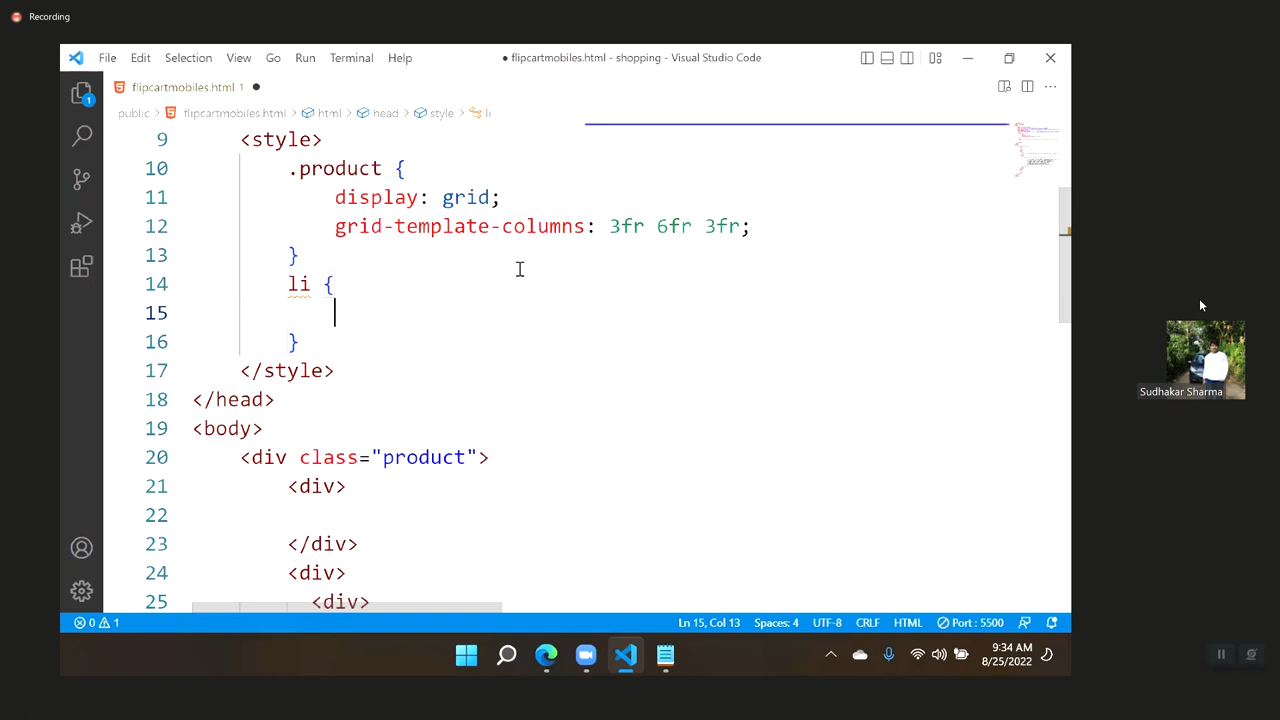 Recording
File Edit Selection View Go Run Terminal Help
● flipcartmobiles.html - shopping - Visual Studio Code
flipcartmobiles.html 1 ●
public > flipcartmobiles.html > html > head > style > li
9 <style>
10 .product {
11 display: grid;
12 grid-template-columns: 3fr 6fr 3fr;
13 }
14 li {
15
16 }
17 </style>
18 </head>
19 <body>
20 <div class="product">
21 <div>
22
23 </div>
24 <div>
25 <div>
Sudhakar Sharma
0 1 Ln 15, Col 13 Spaces: 4 UTF-8 CRLF HTML Port : 5500
1
9:34 AM
8/25/2022